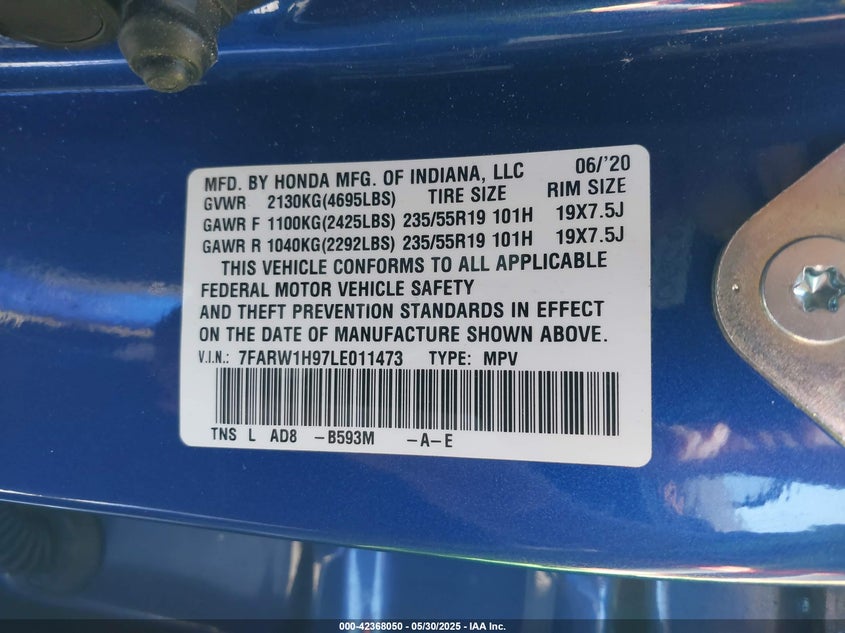 MFD. BY HONDA MFG. OF INDIANA, LLC 06/'20
GVWR 2130KG(4695LBS) TIRE SIZE RIM SIZE
GAWR F 1100KG(2425LBS) 235/55R19 101H 19X7.5J
GAWR R 1040KG(2292LBS) 235/55R19 101H 19X7.5J
THIS VEHICLE CONFORMS TO ALL APPLICABLE
FEDERAL MOTOR VEHICLE SAFETY
AND THEFT PREVENTION STANDARDS IN EFFECT
ON THE DATE OF MANUFACTURE SHOWN ABOVE.
V.I.N.: 7FARW1H97LE011473 TYPE: MPV
TNS L AD8 -B593M -A-E
000-42368050 - 05/30/2025 - IAA Inc.